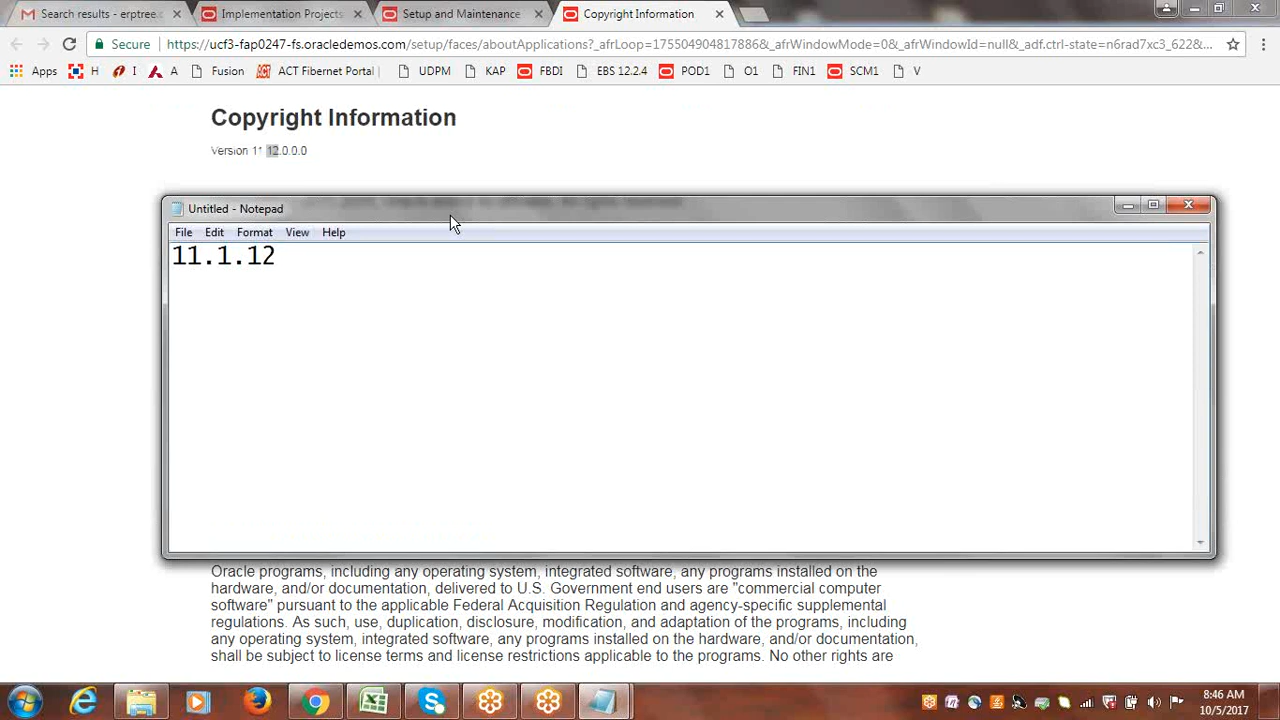 Search results - erptree.c
Implementation Projects
Setup and Maintenance
Copyright Information
Secure
https://ucf3-fap0247-fs.oracledemos.com/setup/faces/aboutApplications?_afrLoop=1755049048178866&_afrWindowMode=0&_afrWindowId=null&_adf.ctrl-state=n6rad7xc3_622&...
Apps H I A Fusion ACT Fibernet Portal UDPM KAP FBDI EBS 12.2.4 POD1 O1 FIN1 SCM1 V
Copyright Information
Version 11 12.0.0.0
Untitled - Notepad
File Edit Format View Help
11.1.12
Oracle programs, including any operating system, integrated software, any programs installed on the
hardware, and/or documentation, delivered to U.S. Government end users are "commercial computer
software" pursuant to the applicable Federal Acquisition Regulation and agency-specific supplemental
regulations. As such, use, duplication, disclosure, modification, and adaptation of the programs, including
any operating system, integrated software, any programs installed on the hardware, and/or documentation,
shall be subject to license terms and license restrictions applicable to the programs. No other rights are
8:46 AM
10/5/2017